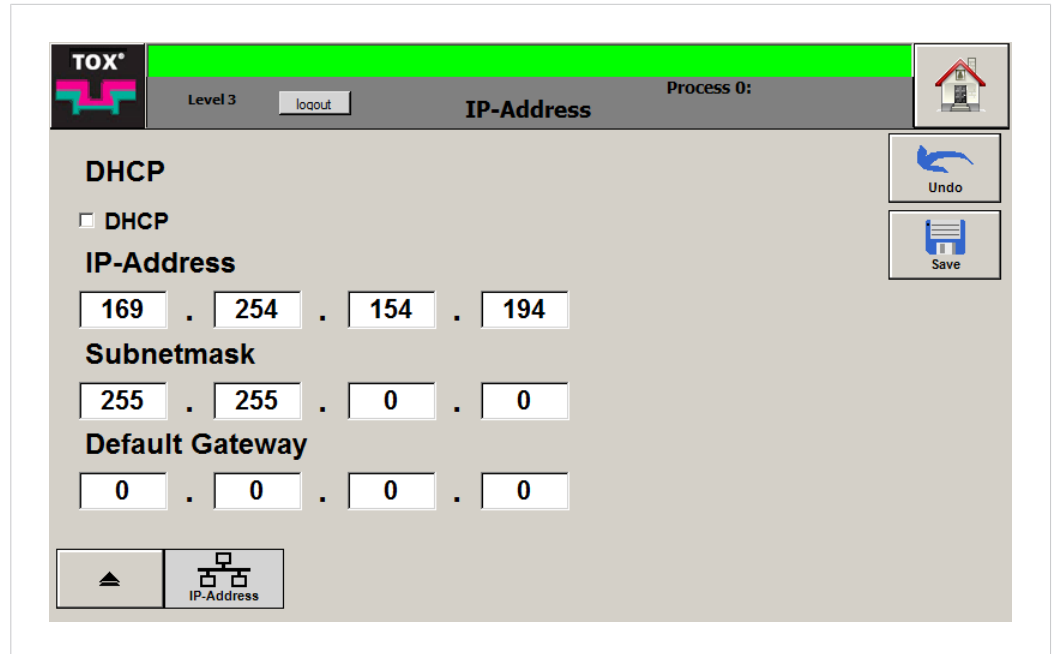 TOX®
Level 3
logout
IP-Address
Process 0:
DHCP
Undo
DHCP
Save
IP-Address
169 . 254 . 154 . 194
Subnetmask
255 . 255 . 0 . 0
Default Gateway
0 . 0 . 0 . 0
IP-Address